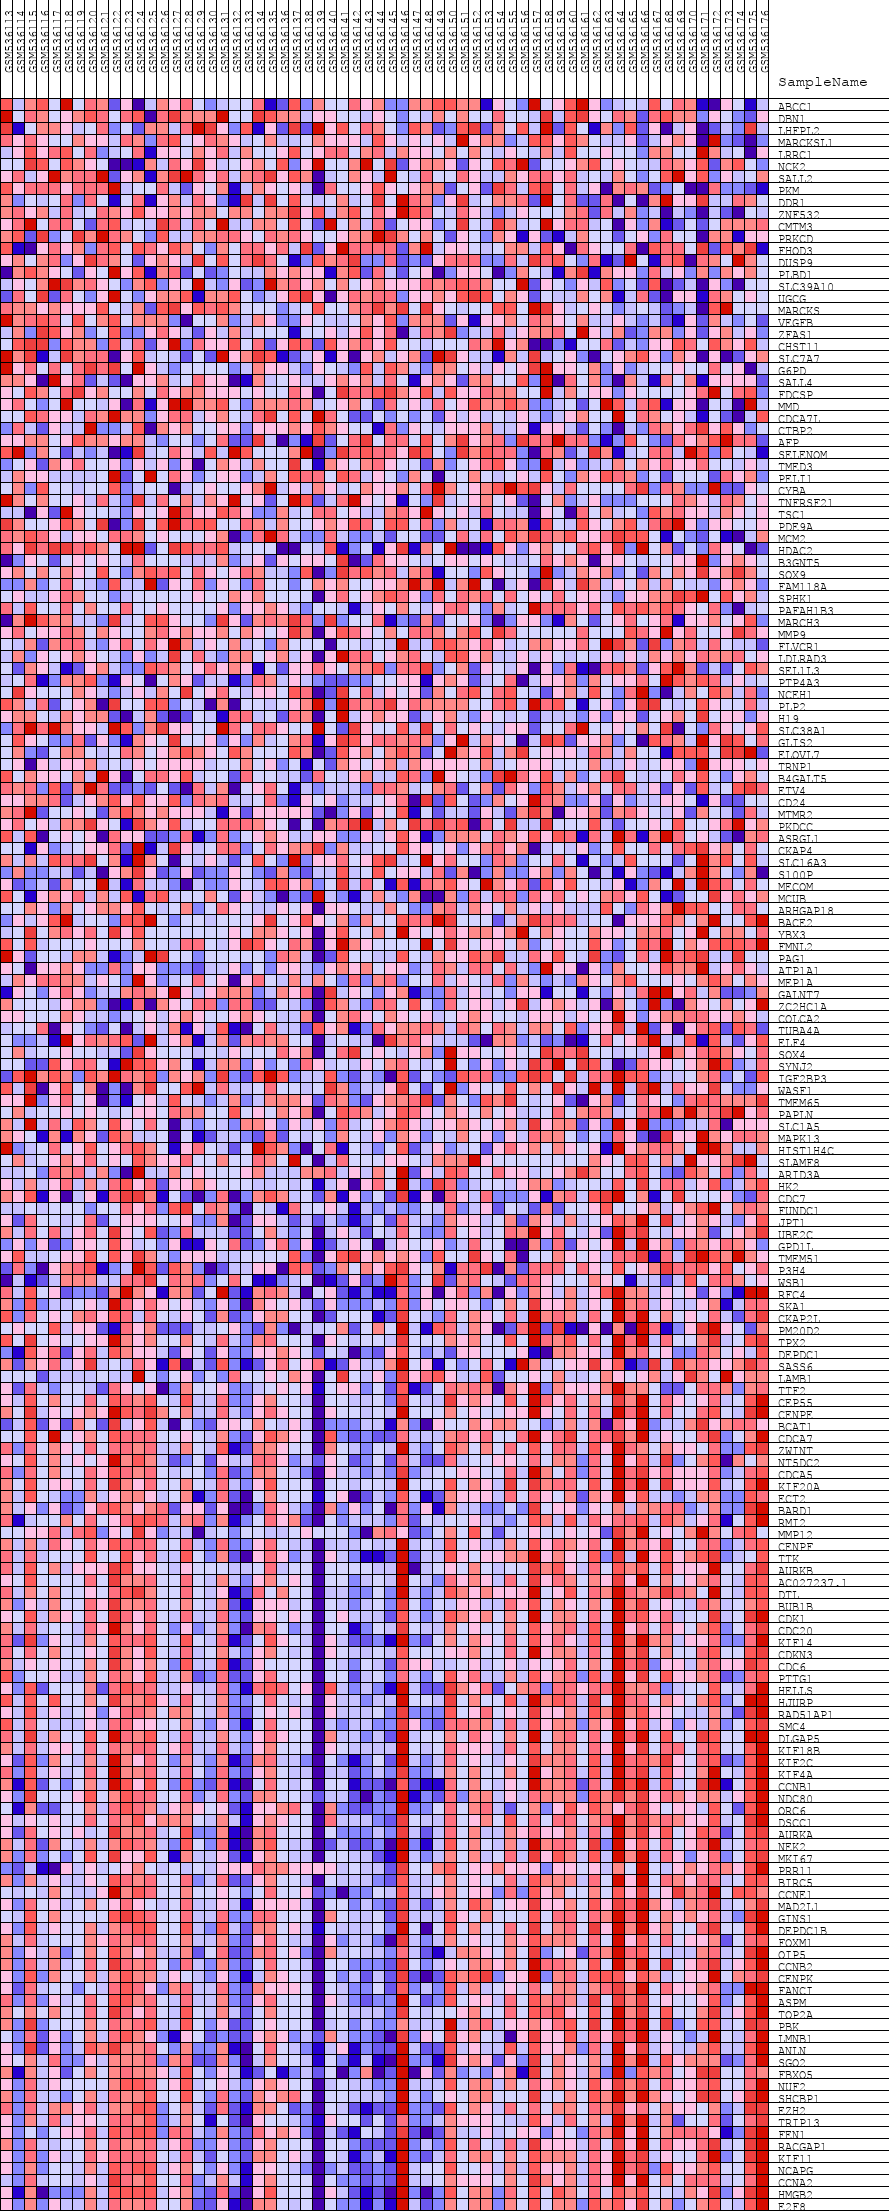 GSM536113
GSM536114
GSM536115
GSM536116
GSM536117
GSM536118
GSM536119
GSM536120
GSM536121
GSM536122
GSM536123
GSM536124
GSM536125
GSM536126
GSM536127
GSM536128
GSM536129
GSM536130
GSM536131
GSM536132
GSM536133
GSM536134
GSM536135
GSM536136
GSM536137
GSM536138
GSM536139
GSM536140
GSM536141
GSM536142
GSM536143
GSM536144
GSM536145
GSM536146
GSM536147
GSM536148
GSM536149
GSM536150
GSM536151
GSM536152
GSM536153
GSM536154
GSM536155
GSM536156
GSM536157
GSM536158
GSM536159
GSM536160
GSM536161
GSM536162
GSM536163
GSM536164
GSM536165
GSM536166
GSM536167
GSM536168
GSM536169
GSM536170
GSM536171
GSM536172
GSM536173
GSM536174
GSM536175
GSM536176
SampleName
ABCC1
DBN1
LHFPL2
MARCKSL1
LRRC1
NCK2
SALL2
PKM
DDR1
ZNF532
CMTM3
PRKCD
FHOD3
DUSP9
PLBD1
SLC39A10
UGCG
MARCKS
VEGFB
ZFAS1
CHST11
SLC7A7
G6PD
SALL4
FDCSP
MMD
CDCA7L
CTBP2
AFP
SELENOM
TMED3
PELI1
CYBA
TNFRSF21
TSC1
PDE9A
MCM2
HDAC2
B3GNT5
SOX9
FAM118A
SPHK1
PAFAH1B3
MARCH3
MMP9
FLVCR1
LDLRAD3
SEL1L3
PTP4A3
NCEH1
PLP2
H19
SLC38A1
GLIS2
ELOVL7
TRNP1
B4GALT5
ETV4
CD24
MTMR2
PKDCC
ASRGL1
CKAP4
SLC16A3
S100P
MECOM
MCUB
ARHGAP18
BACE2
YBX3
FMNL2
PAG1
ATP1A1
MEP1A
GALNT7
ZC2HC1A
COLCA2
TUBA4A
ELF4
SOX4
SYNJ2
IGF2BP3
WASF1
TMEM65
PAPLN
SLC1A5
MAPK13
HIST1H4C
SLAMF8
ARID3A
HK2
CDC7
FUNDC1
JPT1
UBE2C
GPD1L
TMEM51
P3H4
WSB1
RFC4
SKA1
CKAP2L
PM20D2
TPX2
DEPDC1
SASS6
LAMB1
TTF2
CEP55
CENPE
BCAT1
CDCA7
ZWINT
NT5DC2
CDCA5
KIF20A
ECT2
BARD1
RMI2
MMP12
CENPF
TTK
AURKB
AC027237.1
DTL
BUB1B
CDK1
CDC20
KIF14
CDKN3
CDC6
PTTG1
HELLS
HJURP
RAD51AP1
SMC4
DLGAP5
KIF18B
KIF2C
KIF4A
CCNB1
NDC80
ORC6
DSCC1
AURKA
NEK2
MKI67
PRR11
BIRC5
CCNE1
MAD2L1
GINS1
DEPDC1B
FOXM1
OIP5
CCNB2
CENPK
FANCI
ASPM
TOP2A
PBK
LMNB1
ANLN
SGO2
FBXO5
NUF2
SHCBP1
EZH2
TRIP13
FEN1
RACGAP1
KIF11
NCAPG
CCNA2
HMGB2
E2F8